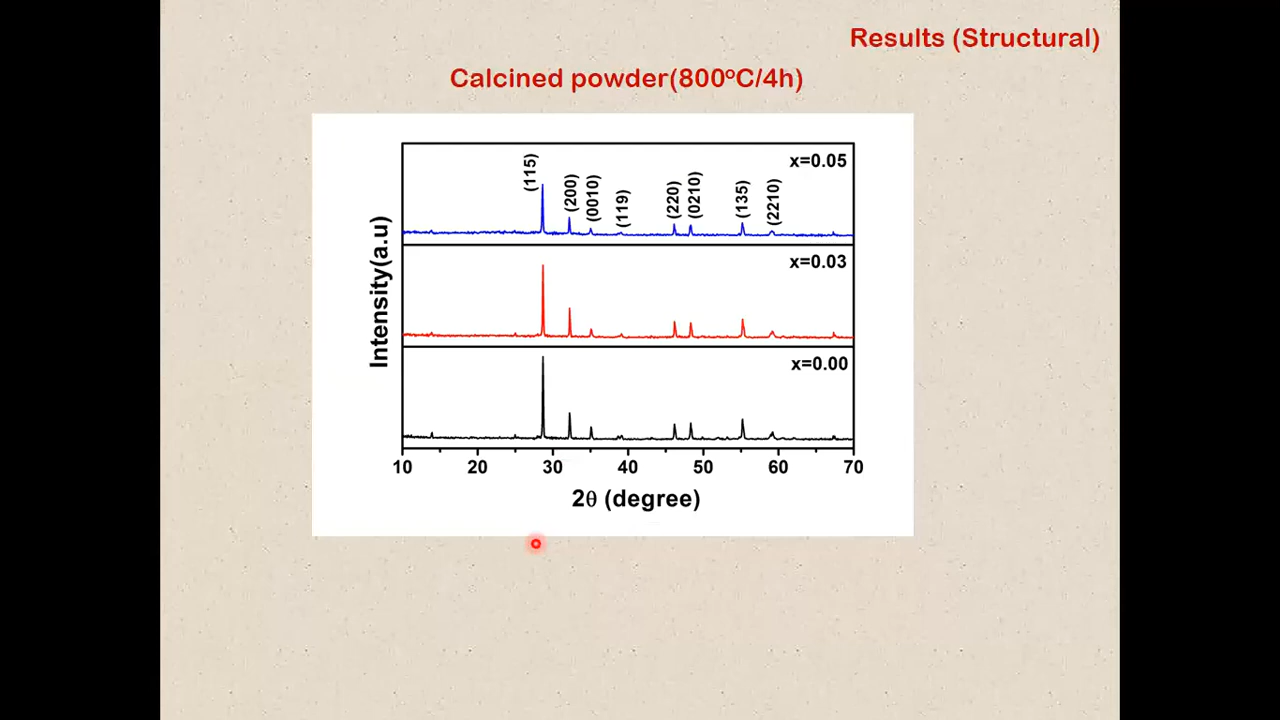 Results (Structural)
Calcined powder(800°C/4h)
x=0.05
(115)
(200)
(0010)
(119)
(220)
(0210)
(135)
(2210)
x=0.03
x=0.00
Intensity(a.u)
10 20 30 40 50 60 70
2θ (degree)